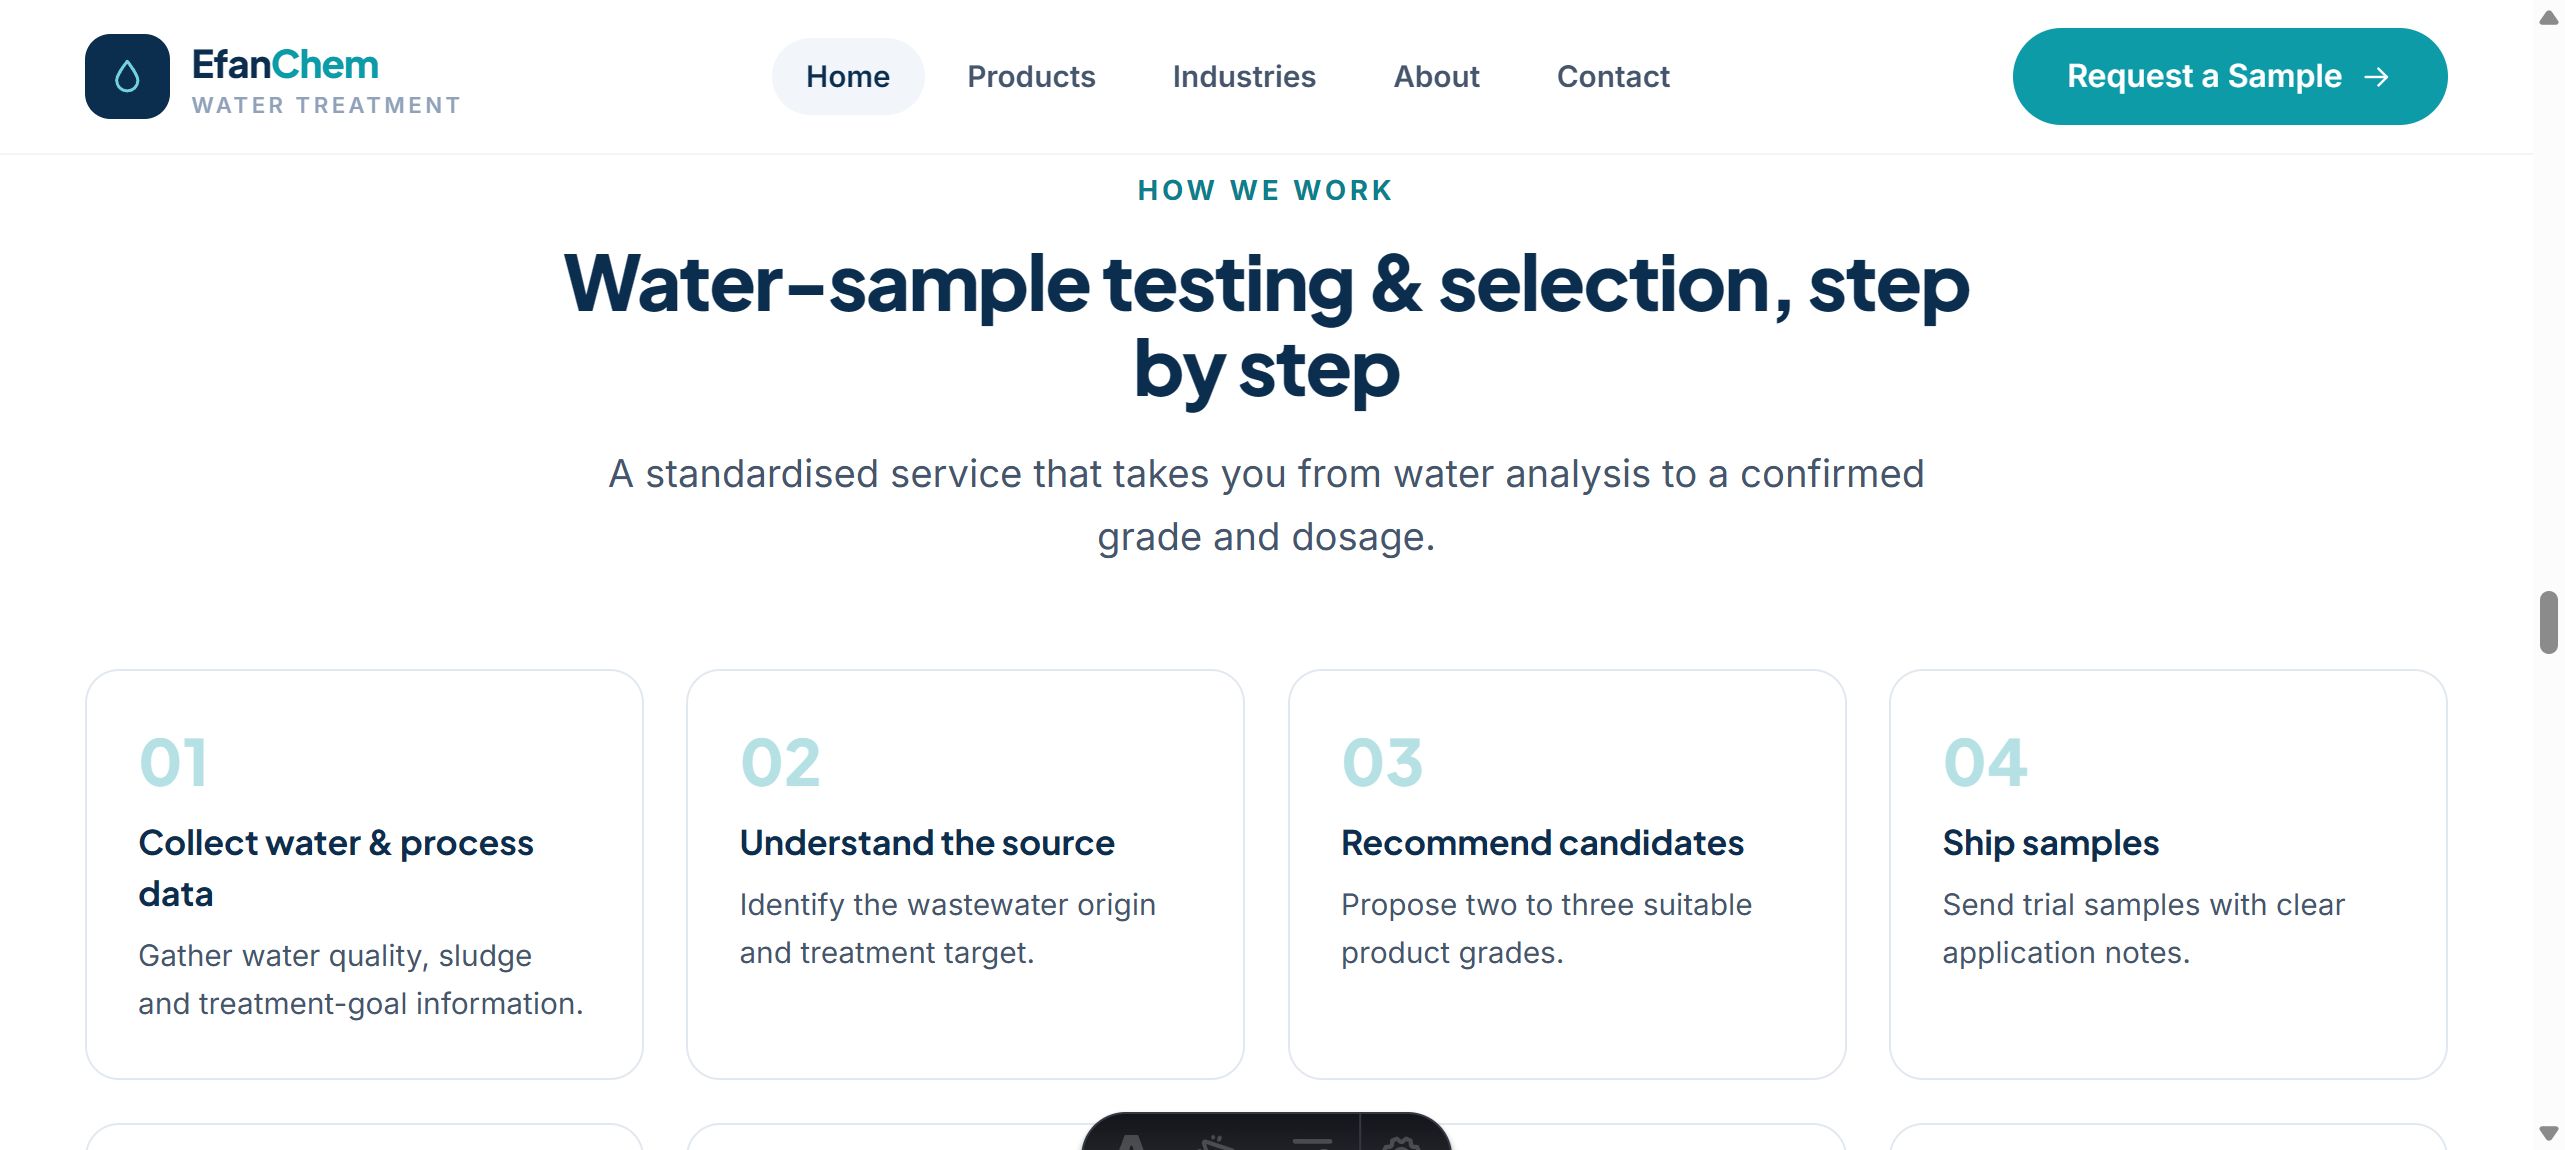 EfanChem
WATER TREATMENT
Home
Products
Industries
About
Contact
Request a Sample →
HOW WE WORK
Water-sample testing & selection, step
by step
A standardised service that takes you from water analysis to a confirmed
grade and dosage.
01
Collect water & process
data
Gather water quality, sludge
and treatment-goal information.
02
Understand the source
Identify the wastewater origin
and treatment target.
03
Recommend candidates
Propose two to three suitable
product grades.
04
Ship samples
Send trial samples with clear
application notes.